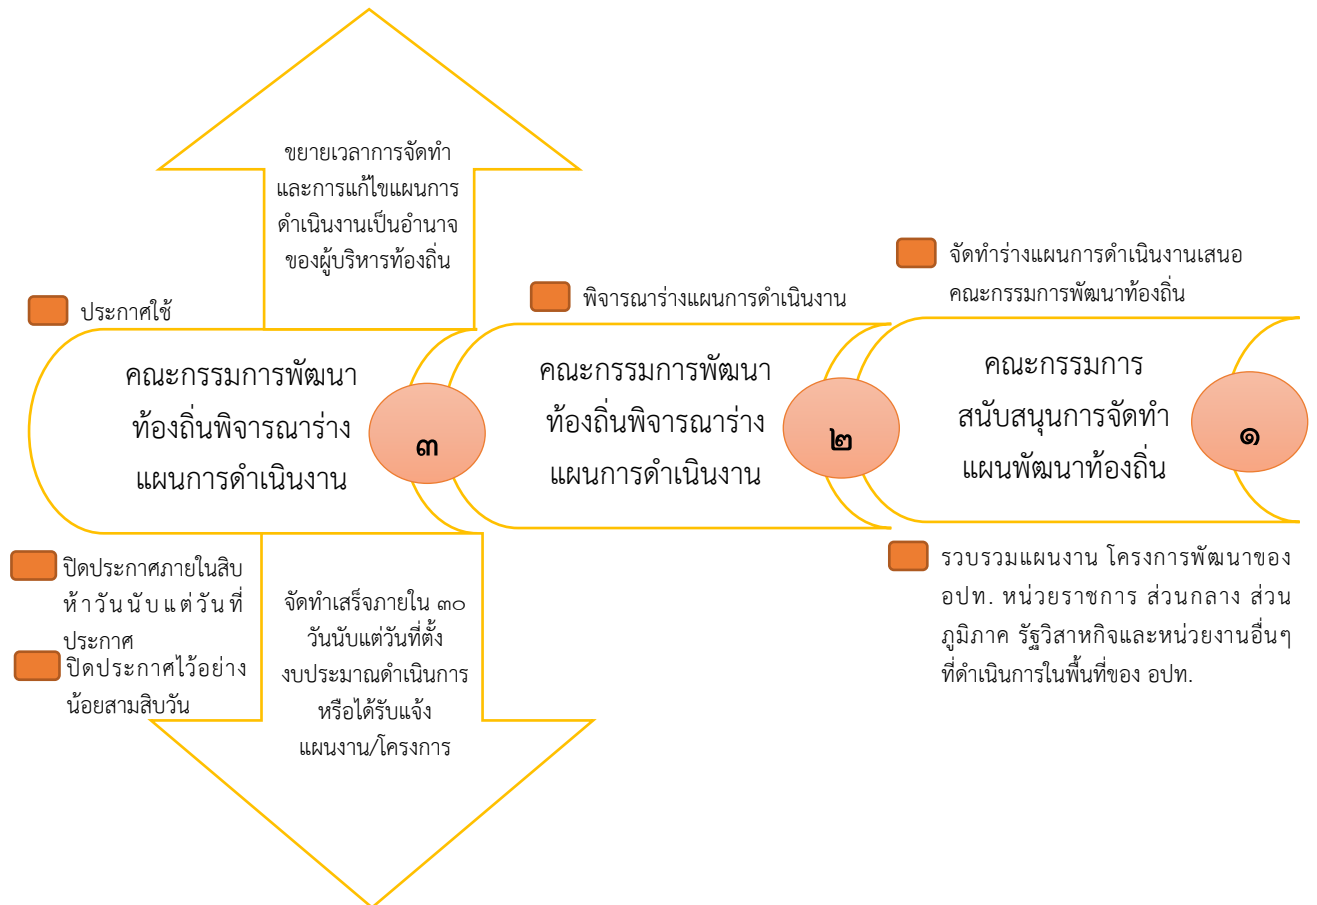 ขยายเวลาการจัดทำ
และการแก้ไขแผนการ
ดำเนินงานเป็นอำนาจ
ของผู้บริหารท้องถิ่น
ประกาศใช้
พิจารณาร่างแผนการดำเนินงาน
จัดทำร่างแผนการดำเนินงานเสนอ
คณะกรรมการพัฒนาท้องถิ่น
คณะกรรมการพัฒนา
ท้องถิ่นพิจารณาร่าง
แผนการดำเนินงาน
๓
คณะกรรมการพัฒนา
ท้องถิ่นพิจารณาร่าง
แผนการดำเนินงาน
๒
คณะกรรมการ
สนับสนุนการจัดทำ
แผนพัฒนาท้องถิ่น
๑
ปิดประกาศภายในสิบ
ห้าวันนับแต่วันที่
ประกาศ
ปิดประกาศไว้อย่าง
น้อยสามสิบวัน
จัดทำเสร็จภายใน ๓๐
วันนับแต่วันที่ตั้ง
งบประมาณดำเนินการ
หรือได้รับแจ้ง
แผนงาน/โครงการ
รวบรวมแผนงาน โครงการพัฒนาของ
อปท. หน่วยราชการ ส่วนกลาง ส่วน
ภูมิภาค รัฐวิสาหกิจและหน่วยงานอื่นๆ
ที่ดำเนินการในพื้นที่ของ อปท.